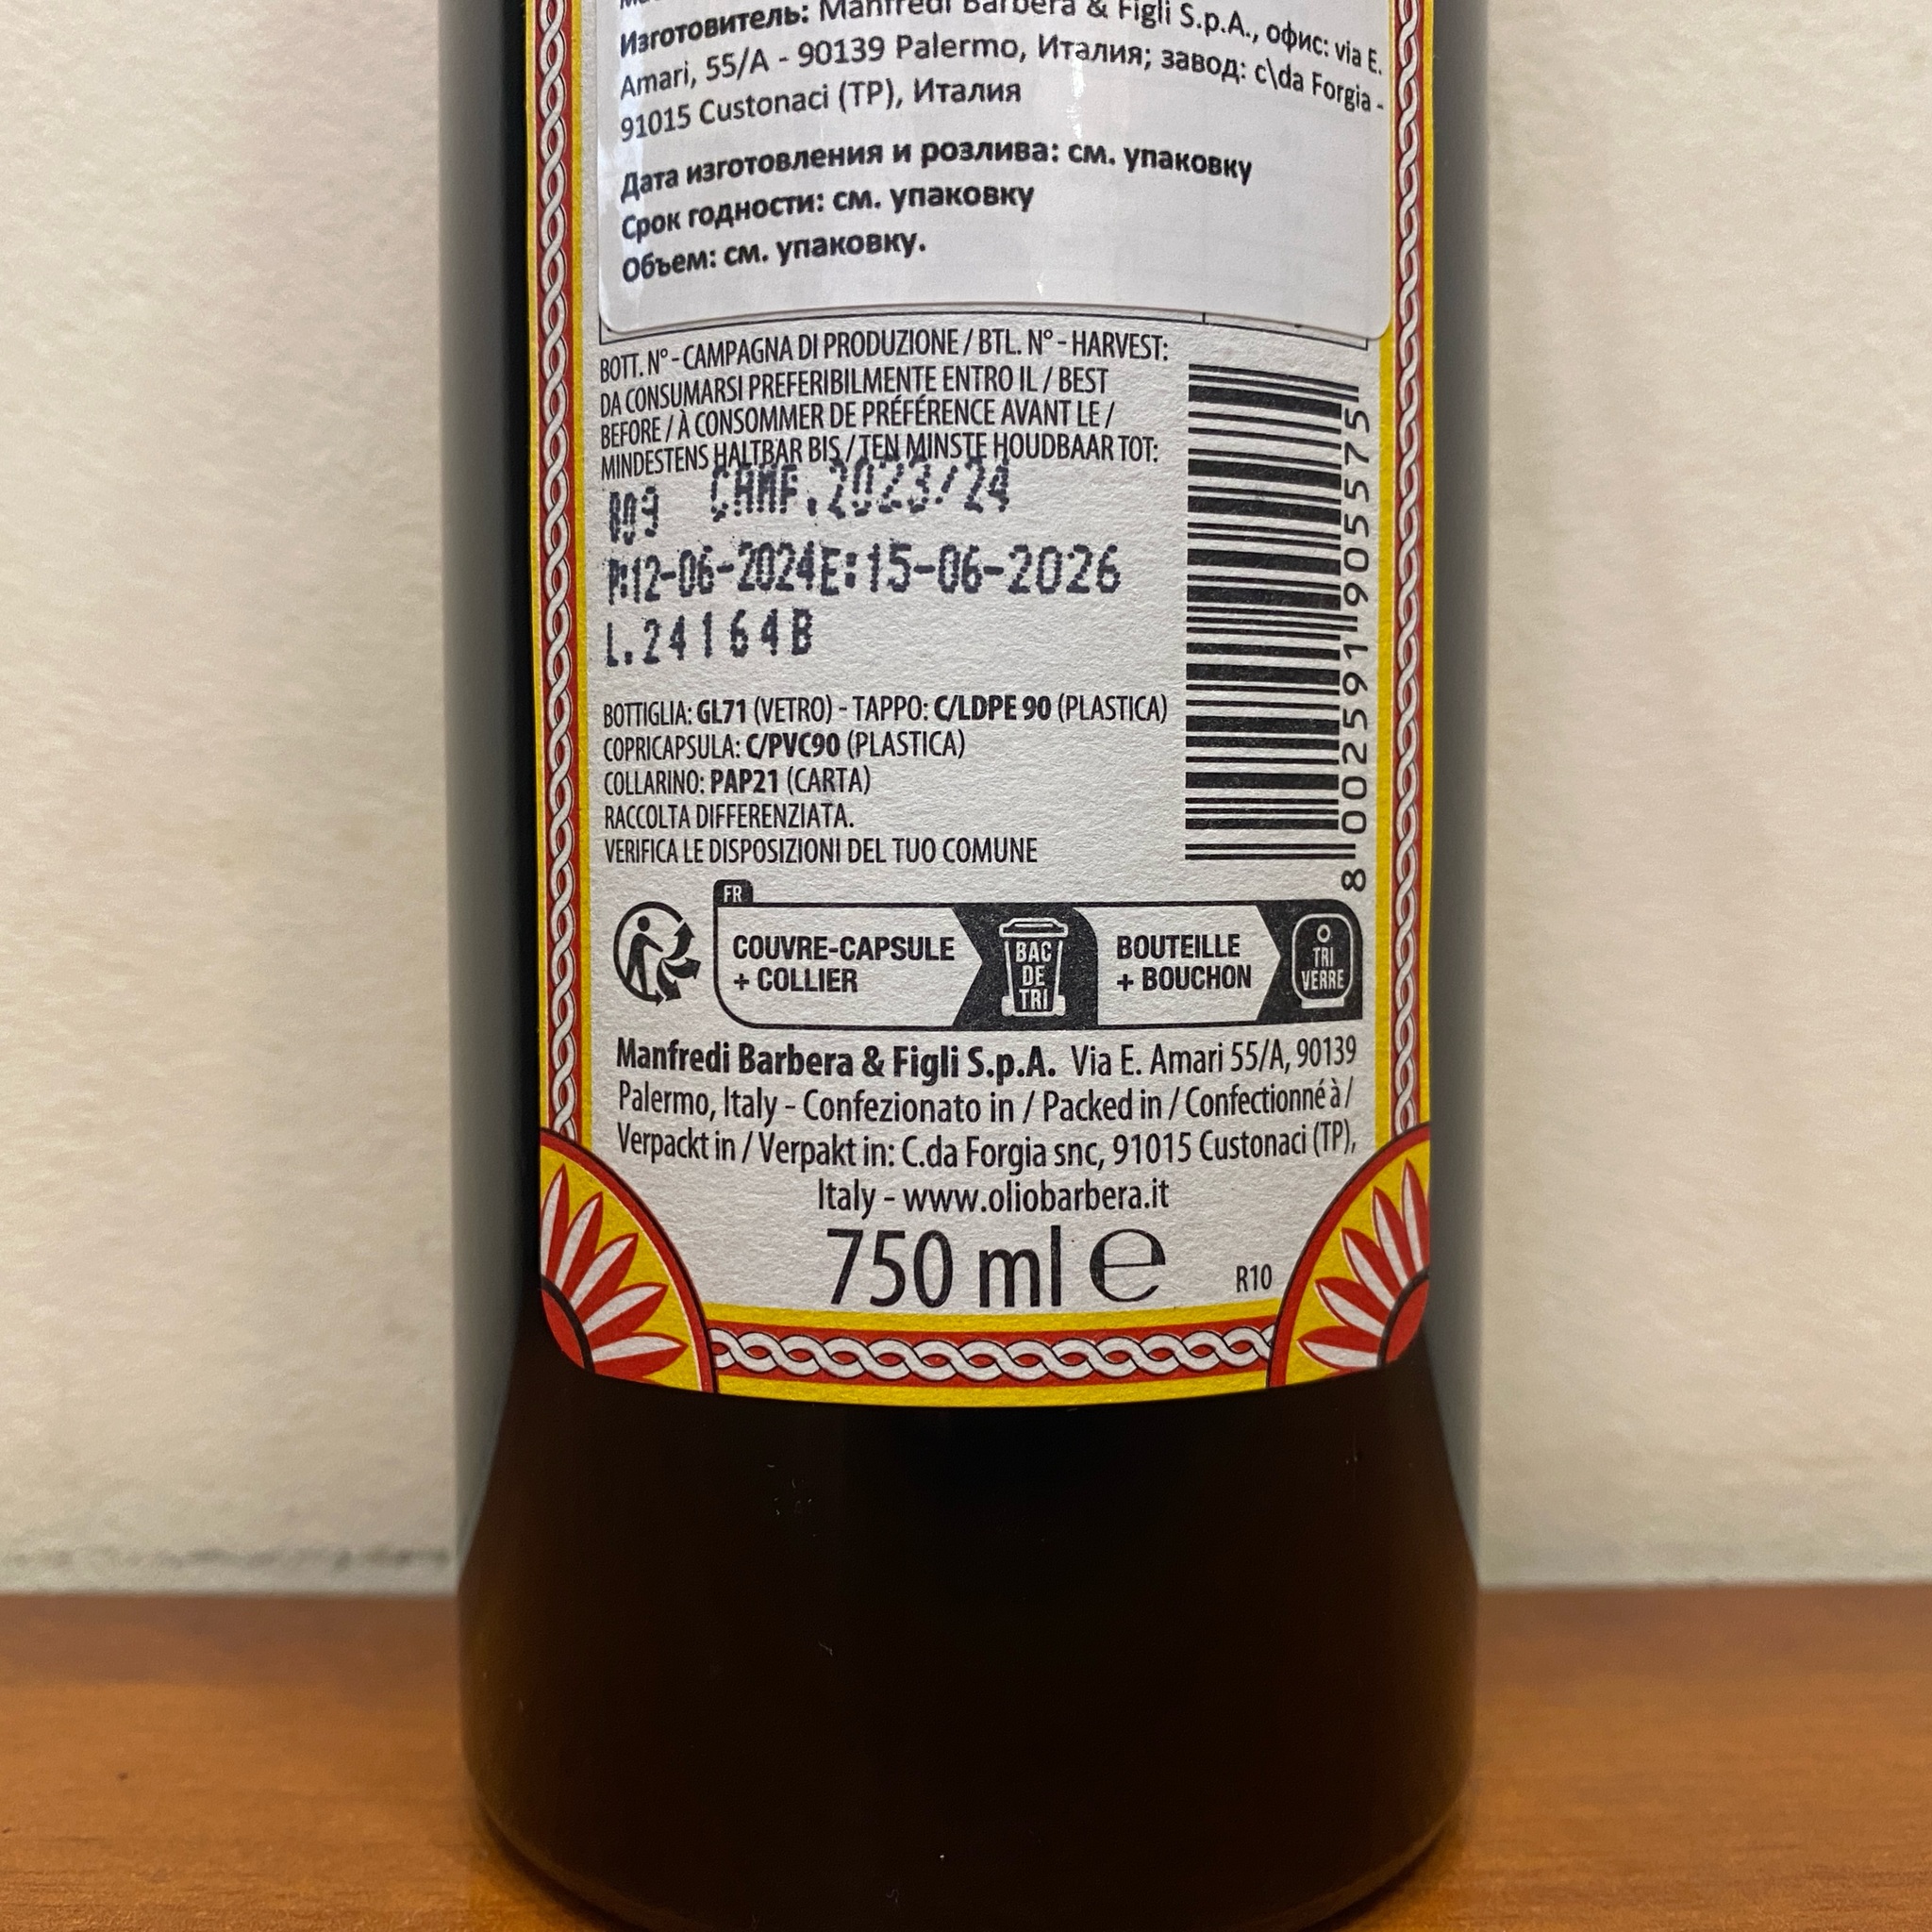 Изготовитель: Manfredi Barbera & Figli S.p.A., офис: via E.
Amari, 55/A - 90139 Palermo, Италия; завод: c\da Forgia -
91015 Custonaci (TP), Италия
Дата изготовления и розлива: см. упаковку
Срок годности: см. упаковку
Объем: см. упаковку.
BOTT. N° - CAMPAGNA DI PRODUZIONE / BTL. N° - HARVEST:
DA CONSUMARSI PREFERIBILMENTE ENTRO IL / BEST
BEFORE / À CONSOMMER DE PRÉFÉRENCE AVANT LE /
MINDESTENS HALTBAR BIS / TEN MINSTE HOUDBAAR TOT:
CAMP.2023/24
P:12-06-2024E:15-06-2026
L.24164B
8 002591 905575
BOTTIGLIA: GL71 (VETRO) - TAPPO: C/LDPE 90 (PLASTICA)
COPRICAPSULA: C/PVC90 (PLASTICA)
COLLARINO: PAP21 (CARTA)
RACCOLTA DIFFERENZIATA.
VERIFICA LE DISPOSIZIONI DEL TUO COMUNE
FR
COUVRE-CAPSULE
+ COLLIER
BAC
DE
TRI
BOUTEILLE
+ BOUCHON
TRI
VERRE
Manfredi Barbera & Figli S.p.A. Via E. Amari 55/A, 90139
Palermo, Italy - Confezionato in / Packed in / Confectionné à /
Verpackt in / Verpakt in: C.da Forgia snc, 91015 Custonaci (TP),
Italy - www.oliobarbera.it
750 ml e
R10